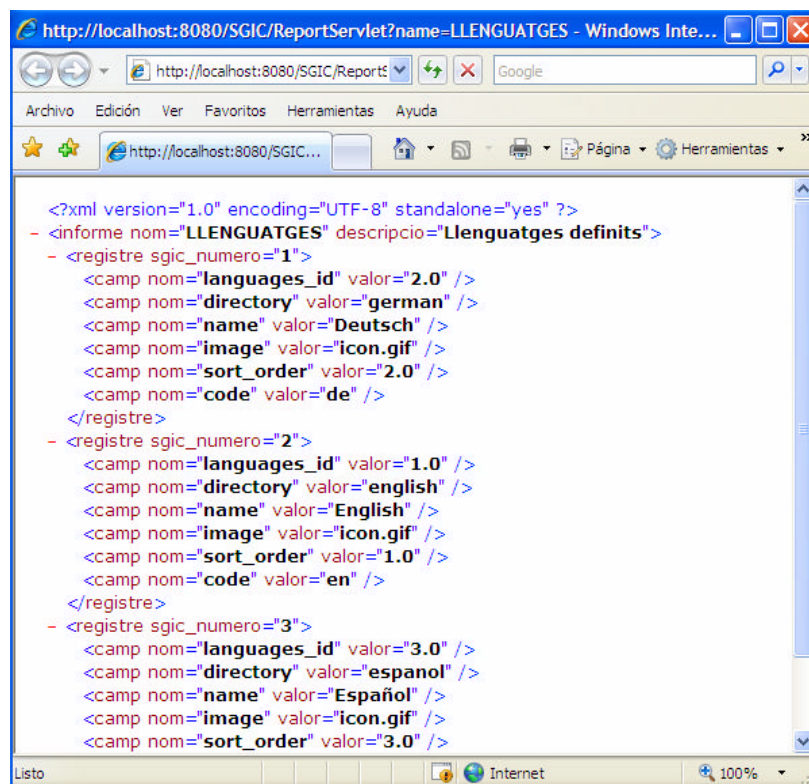 http://localhost:8080/SGIC/ReportServlet?name=LLENGUATGES - Windows Inte...
http://localhost:8080/SGIC/ReportS
Google
Archivo Edición Ver Favoritos Herramientas Ayuda
http://localhost:8080/SGIC... Página Herramientas »
<?xml version="1.0" encoding="UTF-8" standalone="yes" ?>
- <informe nom="LLENGUATGES" descripcio="Llenguatges definits">
- <registre sgic_numero="1">
<camp nom="languages_id" valor="2.0" />
<camp nom="directory" valor="german" />
<camp nom="name" valor="Deutsch" />
<camp nom="image" valor="icon.gif" />
<camp nom="sort_order" valor="2.0" />
<camp nom="code" valor="de" />
</registre>
- <registre sgic_numero="2">
<camp nom="languages_id" valor="1.0" />
<camp nom="directory" valor="english" />
<camp nom="name" valor="English" />
<camp nom="image" valor="icon.gif" />
<camp nom="sort_order" valor="1.0" />
<camp nom="code" valor="en" />
</registre>
- <registre sgic_numero="3">
<camp nom="languages_id" valor="3.0" />
<camp nom="directory" valor="espanol" />
<camp nom="name" valor="Español" />
<camp nom="image" valor="icon.gif" />
<camp nom="sort_order" valor="3.0" />
Listo Internet 100%